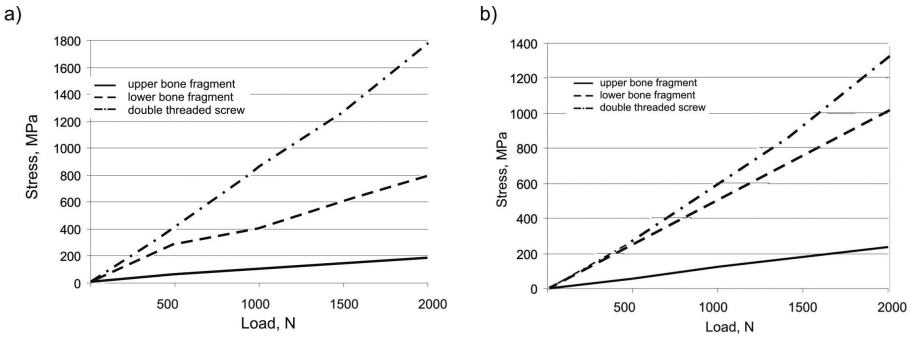 a)
1800
1600
1400
1200
1000
800
600
400
200
0
Stress, MPa
upper bone fragment
lower bone fragment
double threaded screw
500 1000 1500 2000
Load, N
b)
1400
1200
1000
800
600
400
200
0
Stress, MPa
upper bone fragment
lower bone fragment
double threaded screw
500 1000 1500 2000
Load, N